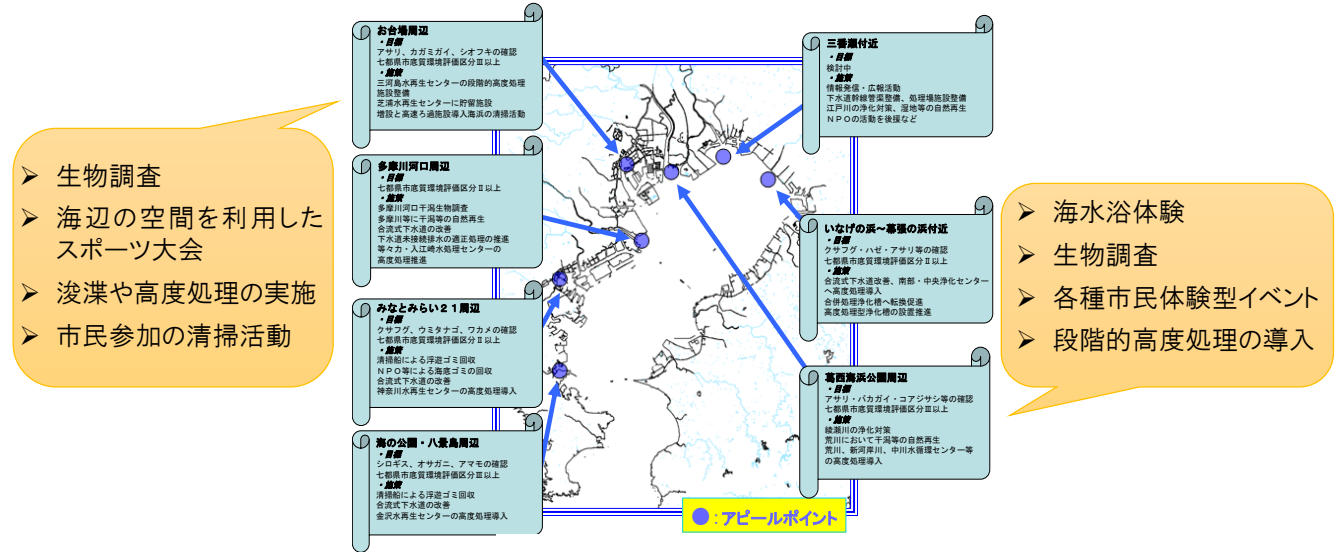 ➢ 生物調査
➢ 海辺の空間を利用した
スポーツ大会
➢ 浚渫や高度処理の実施
➢ 市民参加の清掃活動
お台場周辺
・目標
アサリ、カガミガイ、シオフキの確認
七都県市底質環境評価区分Ⅲ以上
・施策
三河島水再生センターの段階的高度処理
施設整備
芝浦水再生センターに貯留施設
増設と高速ろ過施設導入海浜の清掃活動
多摩川河口周辺
・目標
七都県市底質環境評価区分Ⅱ以上
・施策
多摩川河口干潟生物調査
多摩川等に干潟等の自然再生
合流式下水道の改善
下水道未接続排水の適正処理の推進
等々力・入江崎水処理センターの
高度処理推進
みなとみらい21周辺
・目標
クサフグ、ウミタナゴ、ワカメの確認
七都県市底質環境評価区分Ⅱ以上
・施策
清掃船による浮遊ゴミ回収
NPO等による海底ゴミの回収
合流式下水道の改善
神奈川水再生センターの高度処理導入
海の公園・八景島周辺
・目標
シロギス、オサガニ、アマモの確認
七都県市底質環境評価区分Ⅲ以上
・施策
清掃船による浮遊ゴミ回収
合流式下水道の改善
金沢水再生センターの高度処理導入
三番瀬付近
・目標
検討中
・施策
情報発信・広報活動
下水道幹線管渠整備、処理場施設整備
江戸川の浄化対策、湿地等の自然再生
NPOの活動を後援など
いなげの浜～幕張の浜付近
・目標
クサフグ・ハゼ・アサリ等の確認
七都県市底質環境評価区分Ⅱ以上
・施策
合流式下水道改善、南部・中央浄化センター
へ高度処理導入
合併処理浄化槽へ転換促進
高度処理型浄化槽の設置推進
葛西海浜公園周辺
・目標
アサリ・バカガイ・コアジサシ等の確認
七都県市底質環境評価区分Ⅲ以上
・施策
綾瀬川の浄化対策
荒川において干潟等の自然再生
荒川、新河岸川、中川水循環センター等
の高度処理導入
●：アピールポイント
➢ 海水浴体験
➢ 生物調査
➢ 各種市民体験型イベント
➢ 段階的高度処理の導入